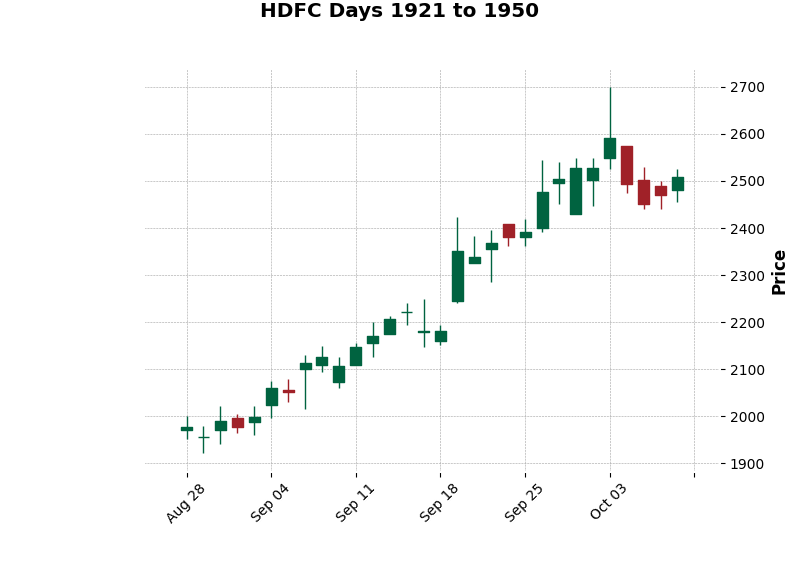 HDFC Days 1921 to 1950
2700
2600
2500
2400
2300
2200
2100
2000
1900
Price
Aug 28
Sep 04
Sep 11
Sep 18
Sep 25
Oct 03